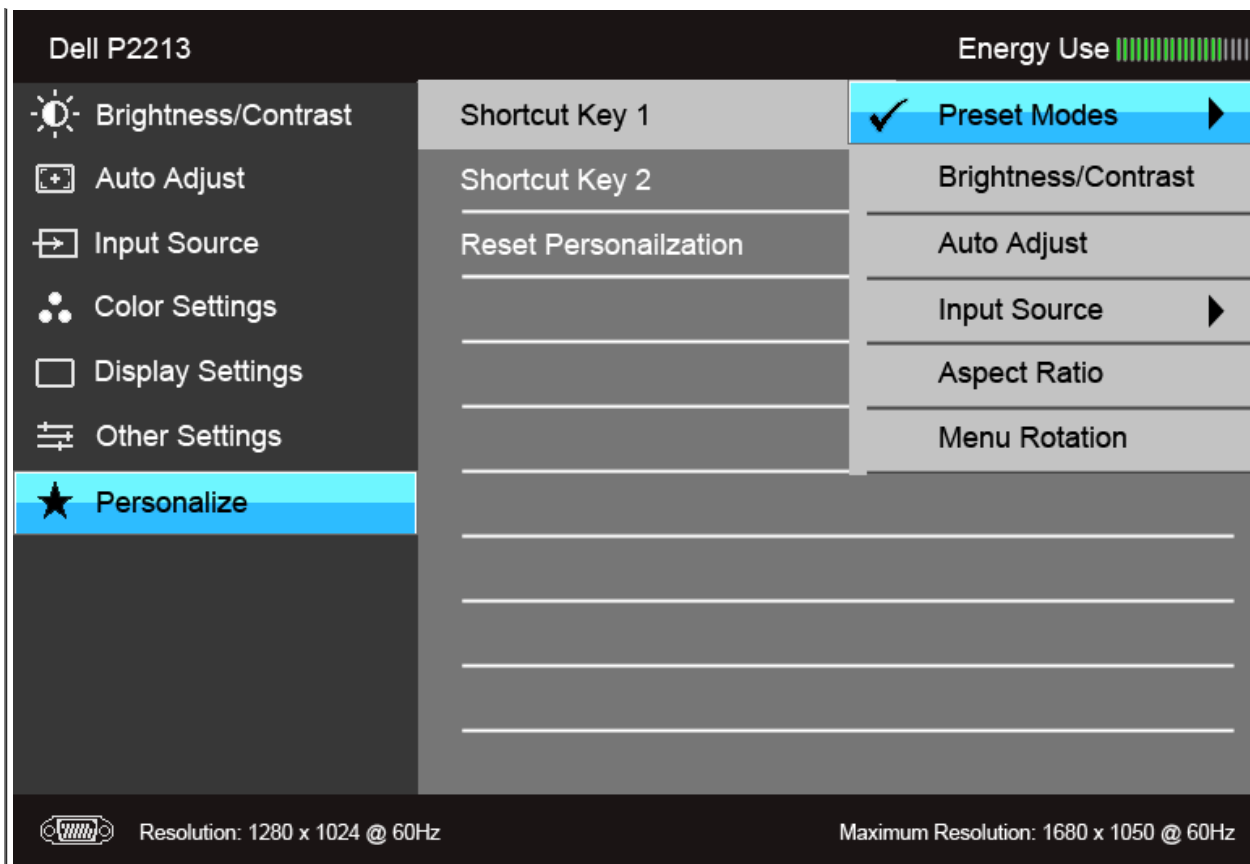 Dell P2213
Energy Use
Brightness/Contrast
Auto Adjust
Input Source
Color Settings
Display Settings
Other Settings
Personalize
Shortcut Key 1
Shortcut Key 2
Reset Personailzation
Preset Modes
Brightness/Contrast
Auto Adjust
Input Source
Aspect Ratio
Menu Rotation
Resolution: 1280 x 1024 @ 60Hz
Maximum Resolution: 1680 x 1050 @ 60Hz